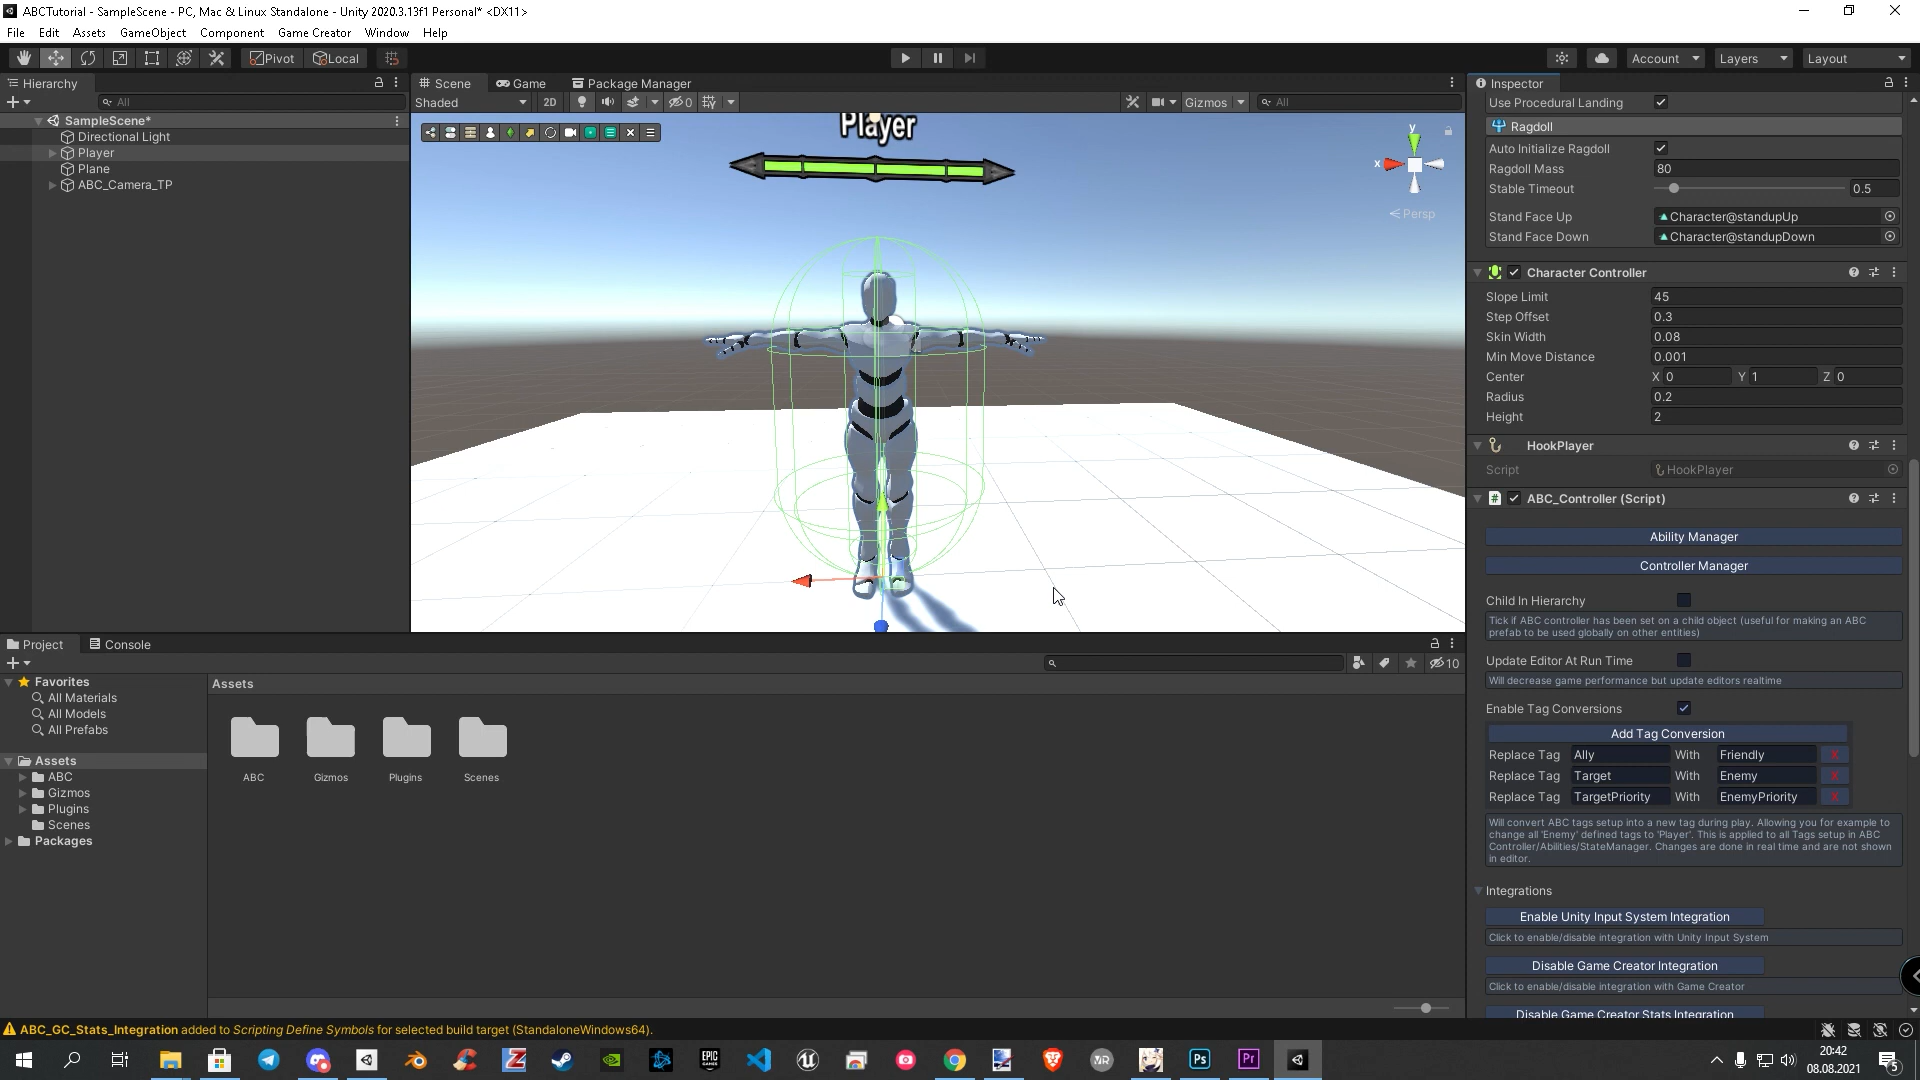 ABCTutorial - SampleScene - PC, Mac & Linux Standalone - Unity 2020.3.13f1 Personal* <DX11>
File Edit Assets GameObject Component Game Creator Window Help
Pivot Local Account Layers Layout
Hierarchy
All
SampleScene*
Directional Light
Player
Plane
ABC_Camera_TP
Scene Game Package Manager
Shaded 2D 0 Gizmos All
Player
y
x
Persp
Inspector
Use Procedural Landing
Ragdoll
Auto Initialize Ragdoll
Ragdoll Mass 80
Stable Timeout 0.5
Stand Face Up Character@standupUp
Stand Face Down Character@standupDown
Character Controller
Slope Limit 45
Step Offset 0.3
Skin Width 0.08
Min Move Distance 0.001
Center X 0 Y 1 Z 0
Radius 0.2
Height 2
HookPlayer
Script HookPlayer
# ABC_Controller (Script)
Ability Manager
Controller Manager
Child In Hierarchy
Tick if ABC controller has been set on a child object (useful for making an ABC
prefab to be used globally on other entities)
Update Editor At Run Time
Will decrease game performance but update editors realtime
Enable Tag Conversions
Add Tag Conversion
Replace Tag Ally With Friendly X
Replace Tag Target With Enemy X
Replace Tag TargetPriority With EnemyPriority X
Will convert ABC tags setup into a new tag during play. Allowing you for example to
change all 'Enemy' defined tags to 'Player'. This is applied to all Tags setup in ABC
Controller/Abilities/StateManager. Changes are done in real time and are not shown
in editor.
Integrations
Enable Unity Input System Integration
Click to enable/disable integration with Unity Input System
Disable Game Creator Integration
Click to enable/disable integration with Game Creator
Disable Game Creator Stats Integration
Project Console
10
Favorites
All Materials
All Models
All Prefabs
Assets
ABC
Gizmos
Plugins
Scenes
Packages
Assets
ABC Gizmos Plugins Scenes
ABC_GC_Stats_Integration added to Scripting Define Symbols for selected build target (StandaloneWindows64).
EPIC GAMES
VR
Ps
Pr
20:42
08.08.2021
5